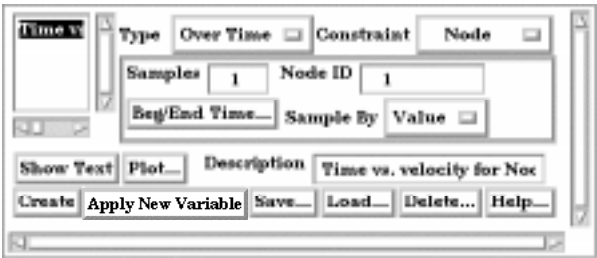 Time v
Type Over Time Constraint Node
Samples 1 Node ID 1
Beg/End Time... Sample By Value
Show Text Plot... Description Time vs. velocity for Noc
Create Apply New Variable Save... Load... Delete... Help...